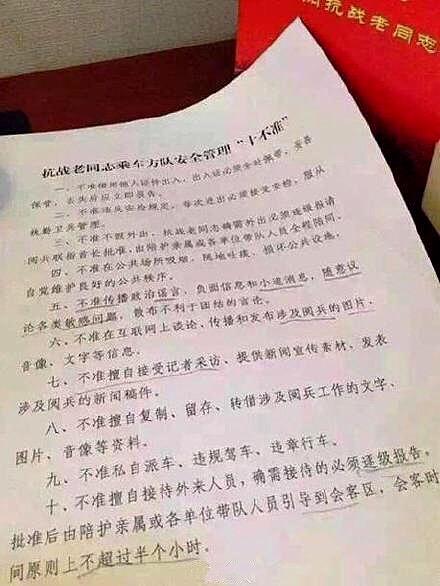 抗战老同志
抗战老同志乘车方队安全管理“十不准”
一、不准借用他人证件出入，出入证必须本人佩带、妥善
保管，丢失后应立即报告。
二、不准违反安检规定，每次进出必须接受安检，服从
执勤卫兵管理。
三、不准不假外出，抗战老同志确需外出必须逐级报请
阅兵联指首长批准，由陪护亲属或各单位带队人员全程陪同。
四、不准在公共场所吸烟、随地吐痰、损坏公共设施，
自觉维护良好的公共秩序。
五、不准传播政治谣言、负面信息和小道消息，随意议
论各类敏感问题，散布不利于团结的言论。
六、不准在互联网上谈论、传播和发布涉及阅兵的图片、
音像、文字等信息。
七、不准擅自接受记者采访、提供新闻宣传素材、发表
涉及阅兵的新闻稿件。
八、不准擅自复制、留存、转借涉及阅兵工作的文字、
图片、音像等资料。
九、不准私自派车、违规驾车、违章行车。
十、不准擅自接待外来人员，确需接待的必须逐级报告。
批准后由陪护亲属或各单位带队人员引导到会客区，会客时
间原则上不超过半个小时。